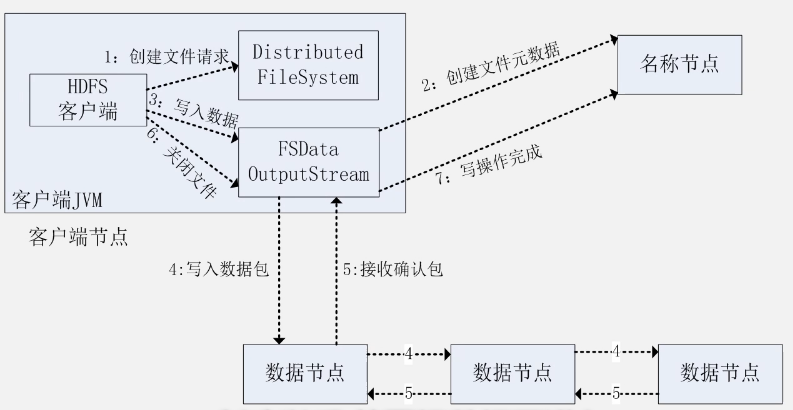 1: 创建文件请求
Distributed
FileSystem
2: 创建文件元数据
名称节点
HDFS
客户端
3: 写入数据
6: 关闭文件
FSData
OutputStream
7: 写操作完成
客户端JVM
客户端节点
4:写入数据包
5:接收确认包
数据节点
4
5
数据节点
4
5
数据节点